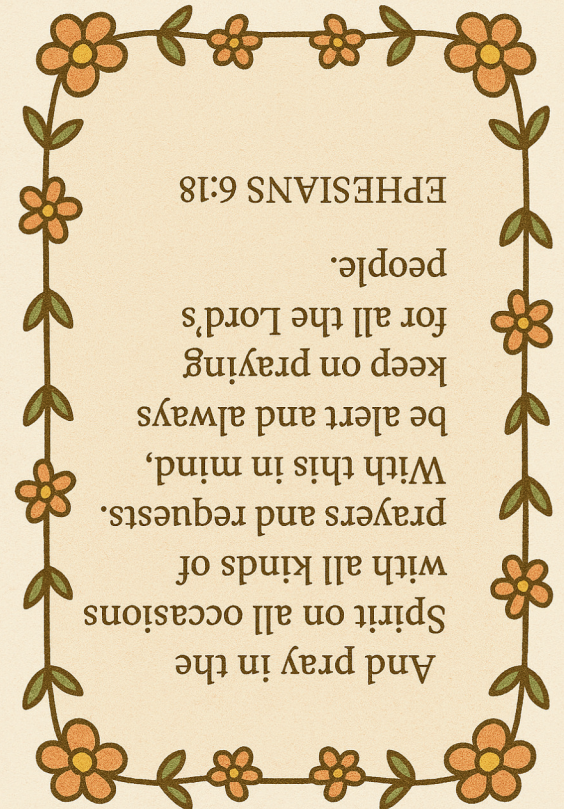 And pray in the
Spirit on all occasions
with all kinds of
prayers and requests.
With this in mind,
be alert and always
keep on praying
for all the Lord's
people.
EPHESIANS 6:18